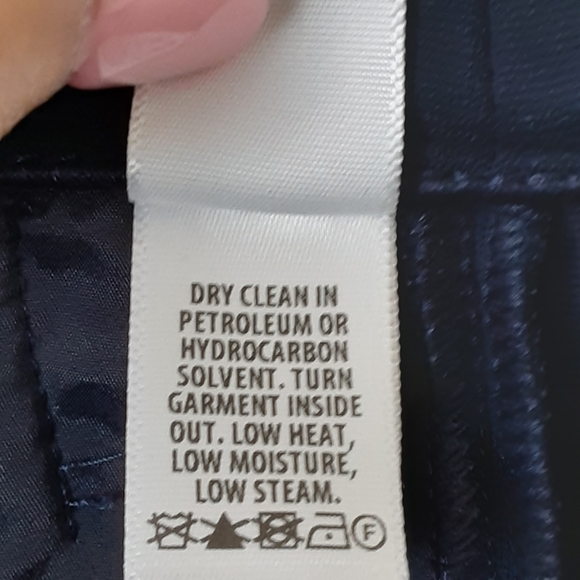 DRY CLEAN IN
PETROLEUM OR
HYDROCARBON
SOLVENT. TURN
GARMENT INSIDE
OUT. LOW HEAT,
LOW MOISTURE,
LOW STEAM.
F